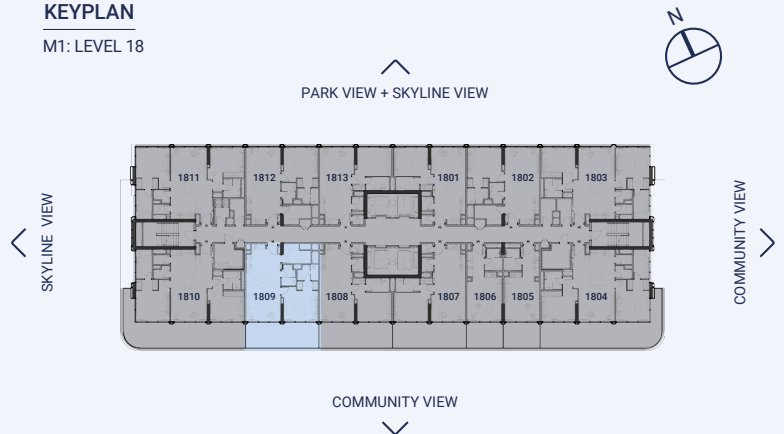 KEYPLAN
M1: LEVEL 18
N
PARK VIEW + SKYLINE VIEW
SKYLINE VIEW
COMMUNITY VIEW
1811 1812 1813 1801 1802 1803
1810 1809 1808 1807 1806 1805 1804
COMMUNITY VIEW